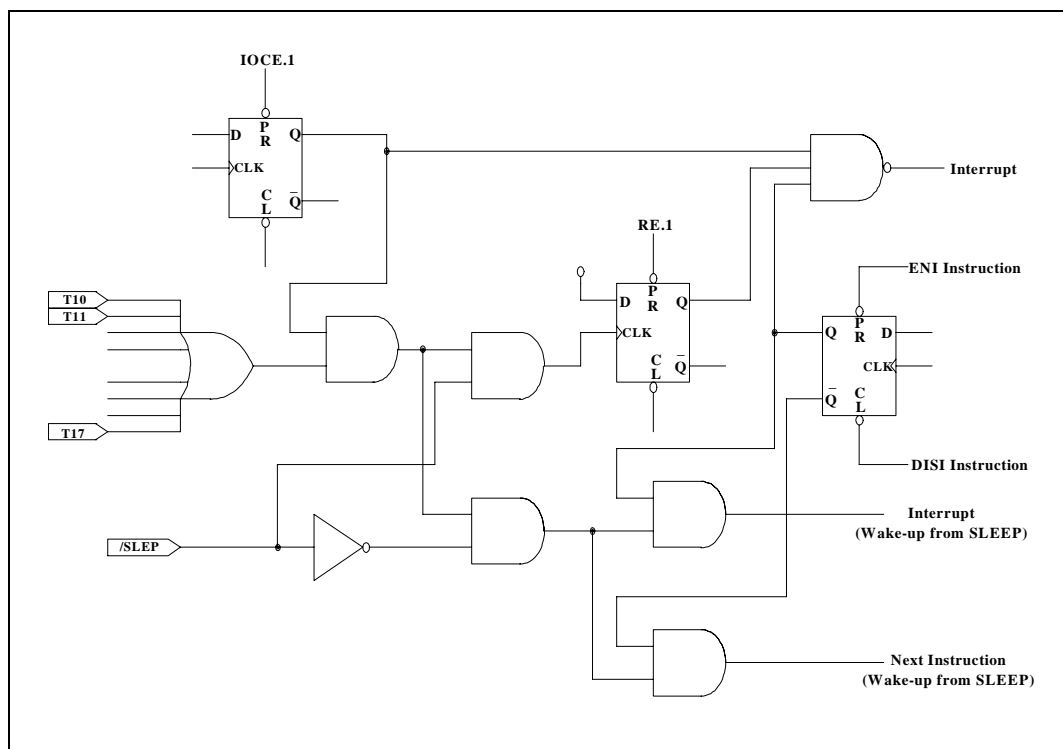 IOCE.1
D
P
R
Q
CLK
C
L
Q̅
Interrupt
RE.1
D
P
R
Q
CLK
C
L
Q̅
ENI Instruction
Q
P
R
D
CLK
Q̅
C
L
DISI Instruction
T10
T11
T17
/SLEP
Interrupt
(Wake-up from SLEEP)
Next Instruction
(Wake-up from SLEEP)